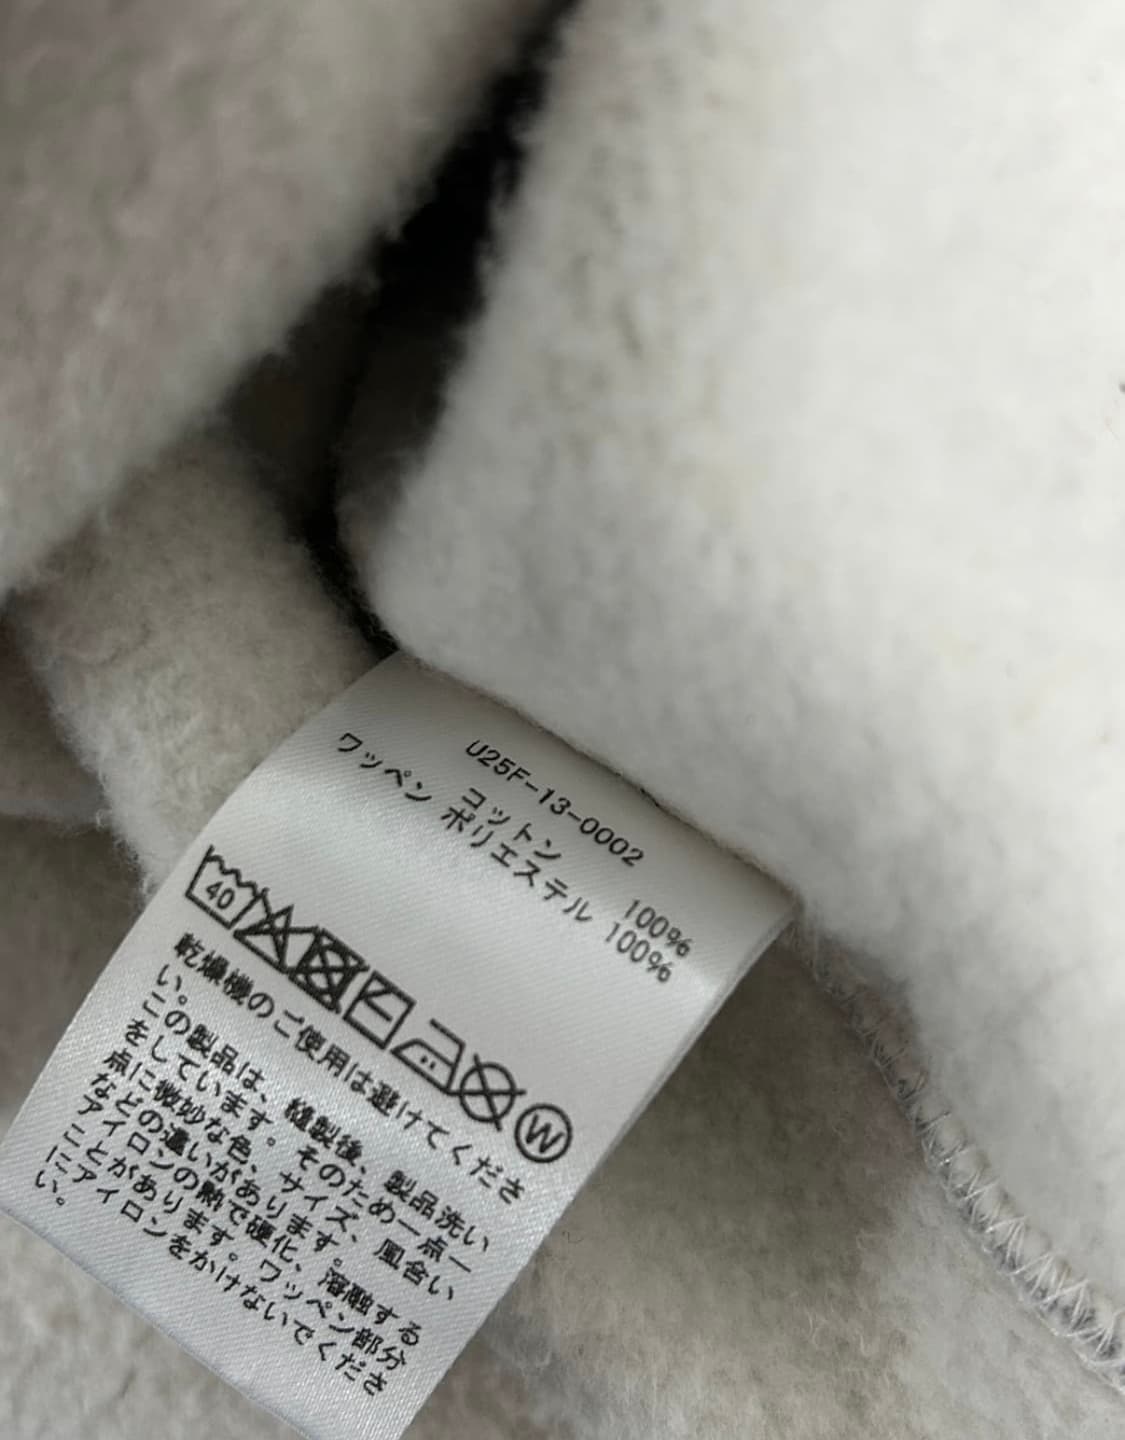 U25F-13-0002
コットン 100%
ワッペン ポリエステル 100%
40
W
乾燥機のご使用は避けてくださ
い。
この製品は、縫製後、製品洗い
をしています。そのため一点一
点に微妙な色、サイズ、風合い
などの違いがあります。
アイロンの熱で硬化、溶融する
ことがあります。ワッペン部分
にアイロンをかけないでくださ
い。